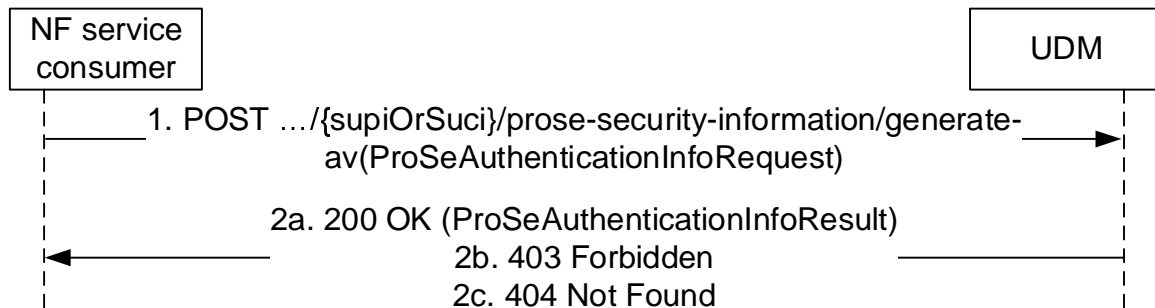 NF service
consumer
UDM
1. POST …/{supiOrSuci}/prose-security-information/generate-
av(ProSeAuthenticationInfoRequest)
2a. 200 OK (ProSeAuthenticationInfoResult)
2b. 403 Forbidden
2c. 404 Not Found